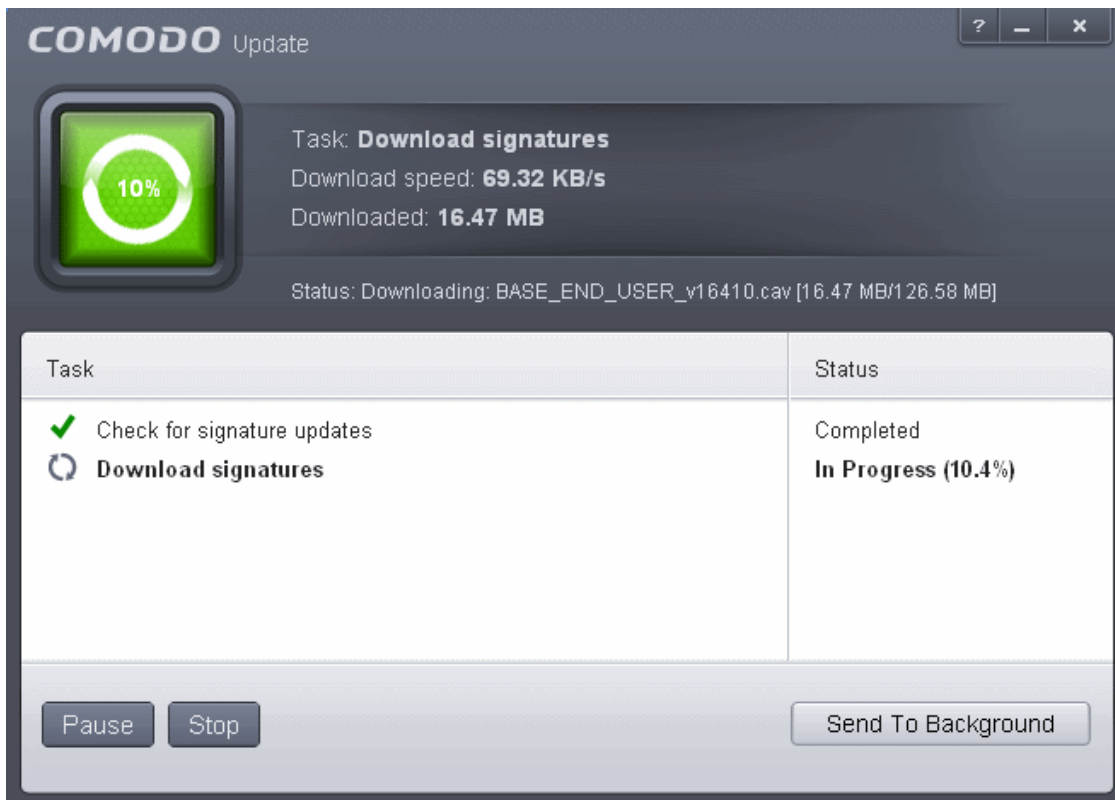 COMODO Update
? _ x
10%
Task: Download signatures
Download speed: 69.32 KB/s
Downloaded: 16.47 MB
Status: Downloading: BASE_END_USER_v16410.cav [16.47 MB/126.58 MB]
Task Status
Check for signature updates Completed
Download signatures In Progress (10.4%)
Pause Stop Send To Background